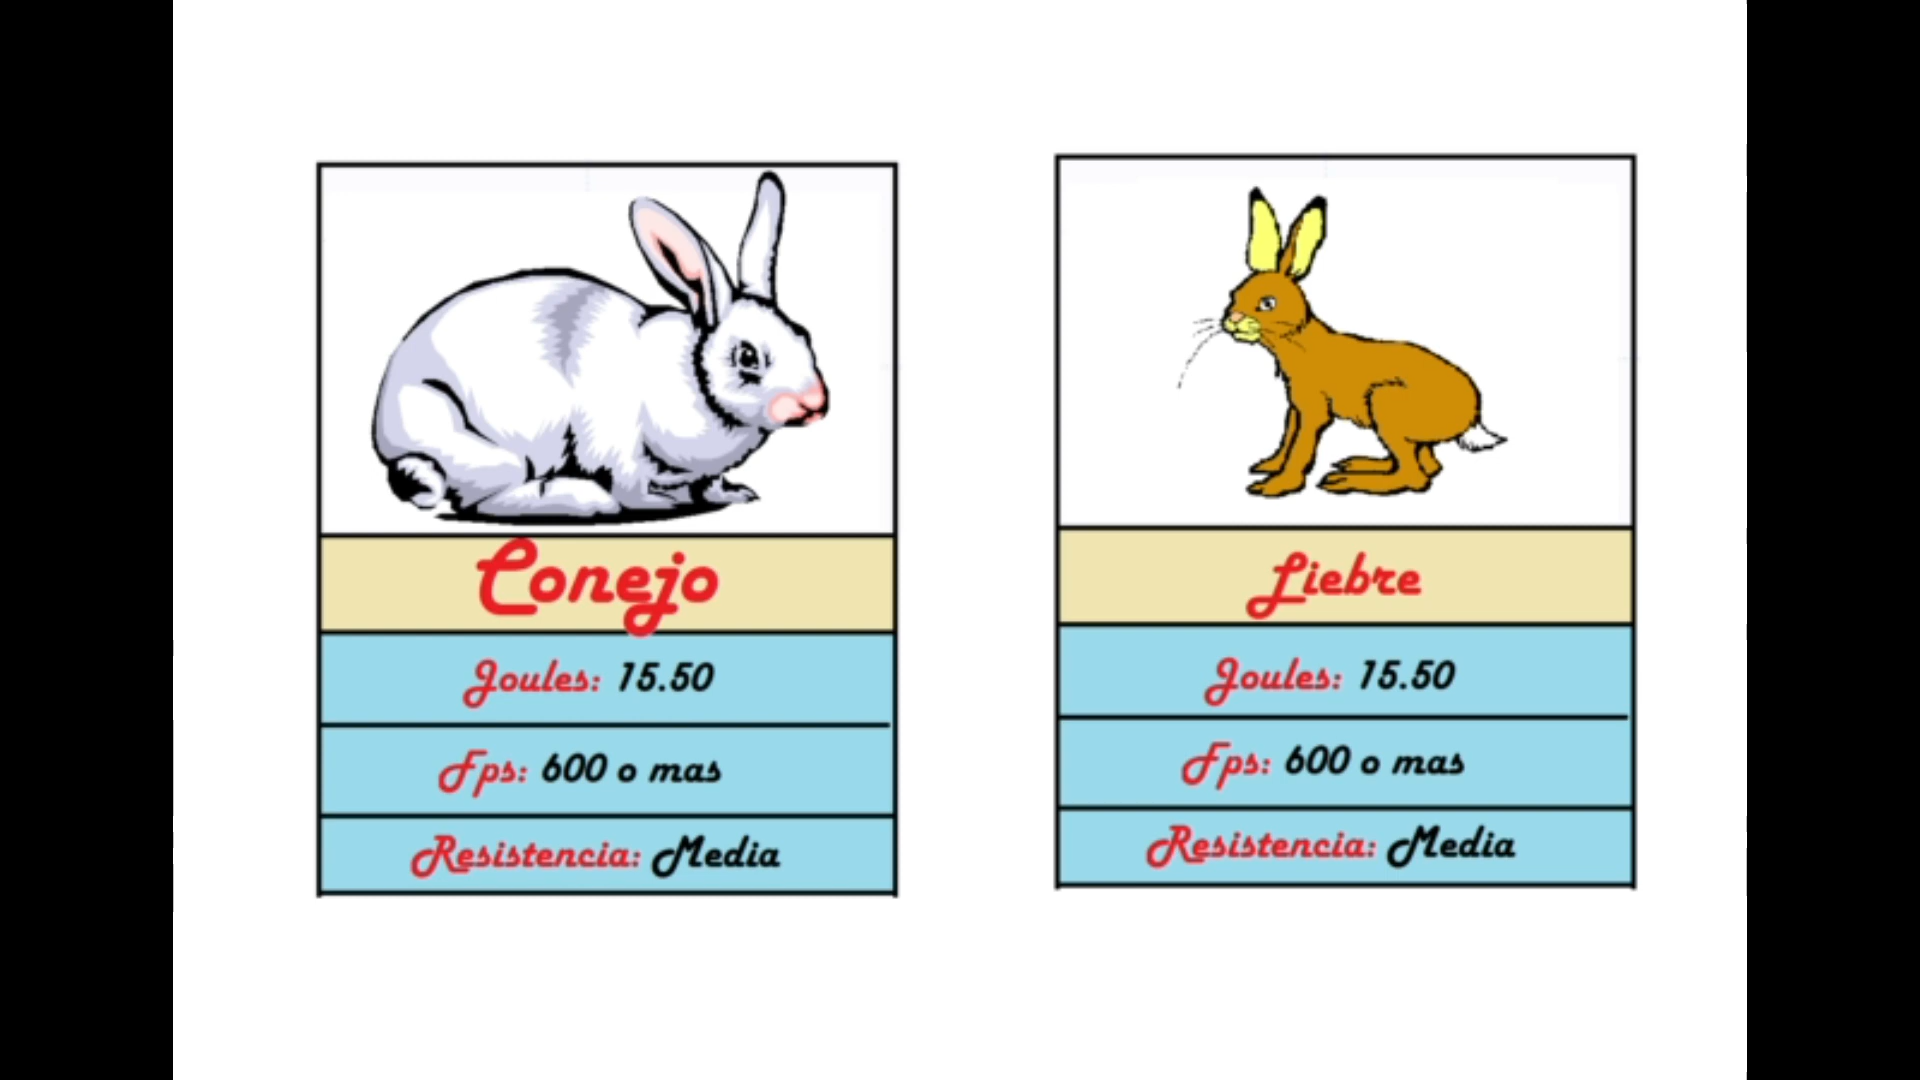 Conejo
Joules: 15.50
Fps: 600 o mas
Resistencia: Media
Liebre
Joules: 15.50
Fps: 600 o mas
Resistencia: Media